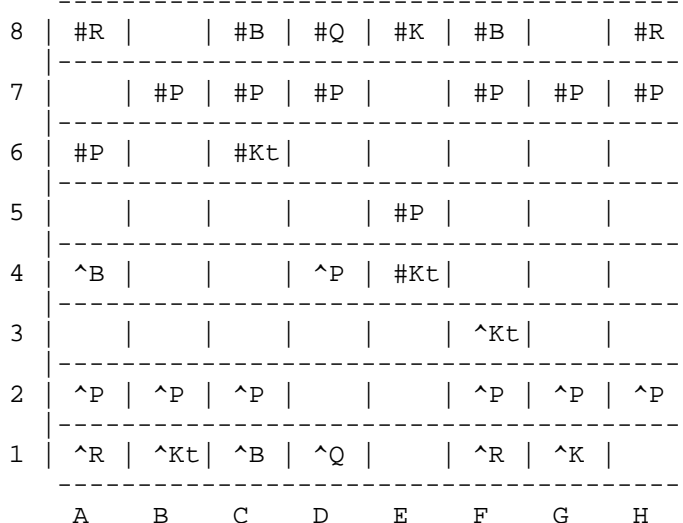 ---------------------------------------
8 | #R |    | #B | #Q | #K | #B |    | #R
|---------------------------------------
7 |    | #P | #P | #P |    | #P | #P | #P
|---------------------------------------
6 | #P |    | #Kt|    |    |    |    |
|---------------------------------------
5 |    |    |    |    | #P |    |    |
|---------------------------------------
4 | ^B |    |    | ^P | #Kt|    |    |
|---------------------------------------
3 |    |    |    |    |    | ^Kt|    |
|---------------------------------------
2 | ^P | ^P | ^P |    |    | ^P | ^P | ^P
|---------------------------------------
1 | ^R | ^Kt| ^B | ^Q |    | ^R | ^K |
---------------------------------------
A B C D E F G H